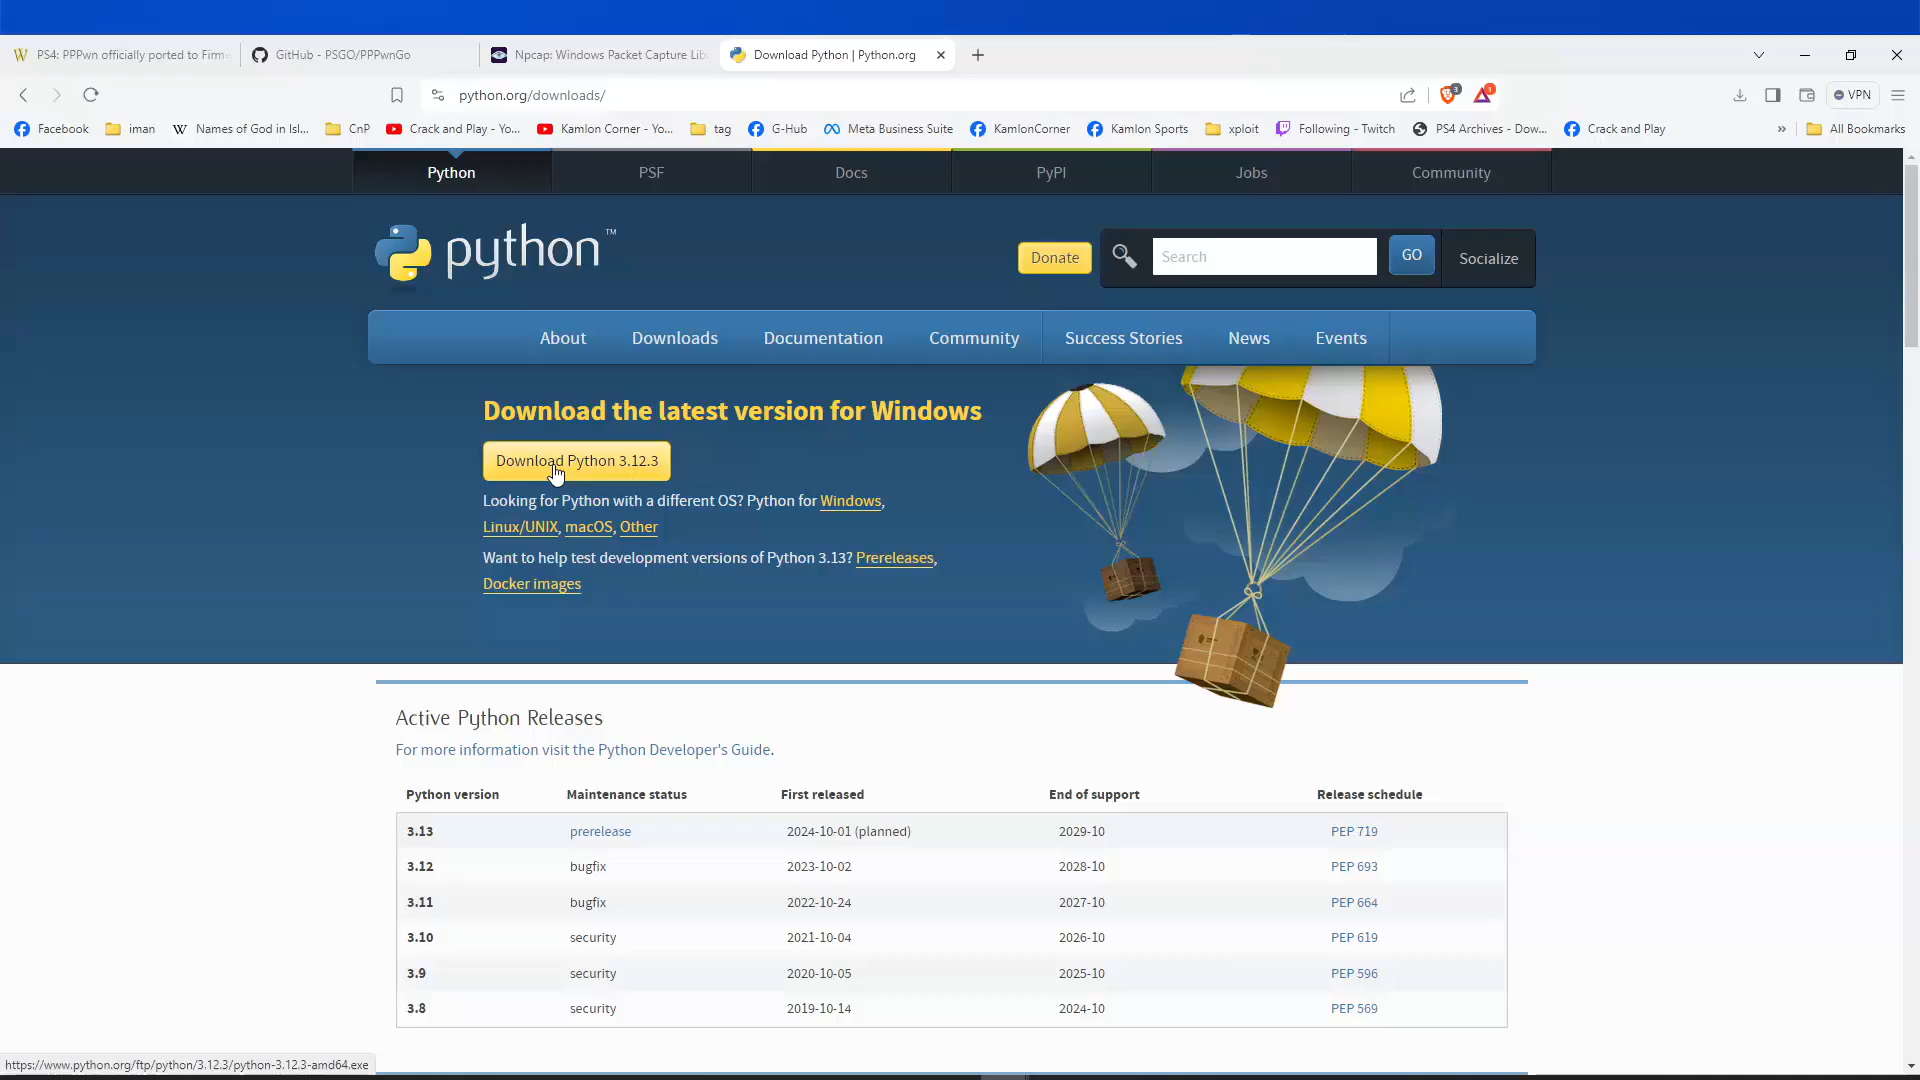 PS4: PPPwn officially ported to Firmw
GitHub - PSGO/PPPwnGo
Npcap: Windows Packet Capture Libr
Download Python | Python.org
python.org/downloads/
3
1
VPN
Facebook
iman
Names of God in Isl...
CnP
Crack and Play - Yo...
Kamlon Corner - Yo...
tag
G-Hub
Meta Business Suite
KamlonCorner
Kamlon Sports
xploit
Following - Twitch
PS4 Archives - Dow...
Crack and Play
»
All Bookmarks
Python
PSF
Docs
PyPI
Jobs
Community
python™
Donate
Search
GO
Socialize
About
Downloads
Documentation
Community
Success Stories
News
Events
Download the latest version for Windows
Download Python 3.12.3
Looking for Python with a different OS? Python for Windows,
Linux/UNIX, macOS, Other
Want to help test development versions of Python 3.13? Prereleases,
Docker images
Active Python Releases
For more information visit the Python Developer's Guide.
Python version Maintenance status First released End of support Release schedule
3.13 prerelease 2024-10-01 (planned) 2029-10 PEP 719
3.12 bugfix 2023-10-02 2028-10 PEP 693
3.11 bugfix 2022-10-24 2027-10 PEP 664
3.10 security 2021-10-04 2026-10 PEP 619
3.9 security 2020-10-05 2025-10 PEP 596
3.8 security 2019-10-14 2024-10 PEP 569
https://www.python.org/ftp/python/3.12.3/python-3.12.3-amd64.exe